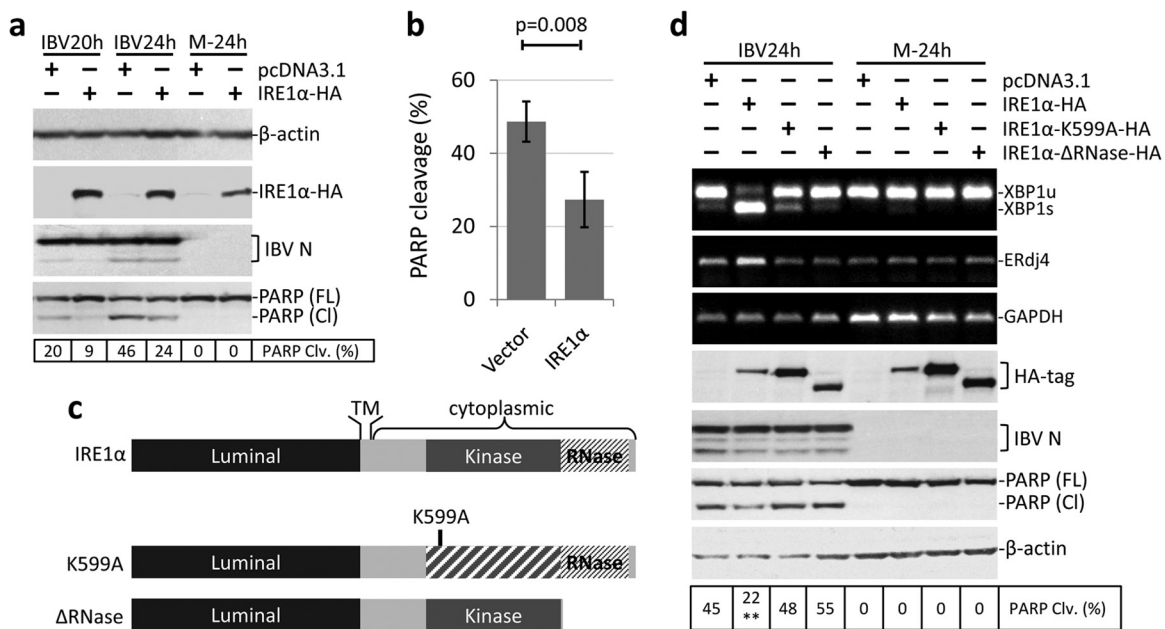 a
IBV20h IBV24h M-24h
+ − + − + − pcDNA3.1
− + − + − + IRE1α-HA
-β-actin
-IRE1α-HA
IBV N
-PARP (FL)
-PARP (Cl)
20 9 46 24 0 0 PARP Clv. (%)
b
p=0.008
PARP cleavage (%)
60
40
20
0
Vector IRE1α
c
TM cytoplasmic
IRE1α Luminal Kinase RNase
K599A
K599A Luminal RNase
ΔRNase Luminal Kinase
d
IBV24h M-24h
+ − − − + − − − pcDNA3.1
− + − − − + − − IRE1α-HA
− − + − − − + − IRE1α-K599A-HA
− − − + − − − + IRE1α-ΔRNase-HA
-XBP1u
-XBP1s
-ERdj4
-GAPDH
HA-tag
IBV N
-PARP (FL)
-PARP (Cl)
-β-actin
45 22 ** 48 55 0 0 0 0 PARP Clv. (%)